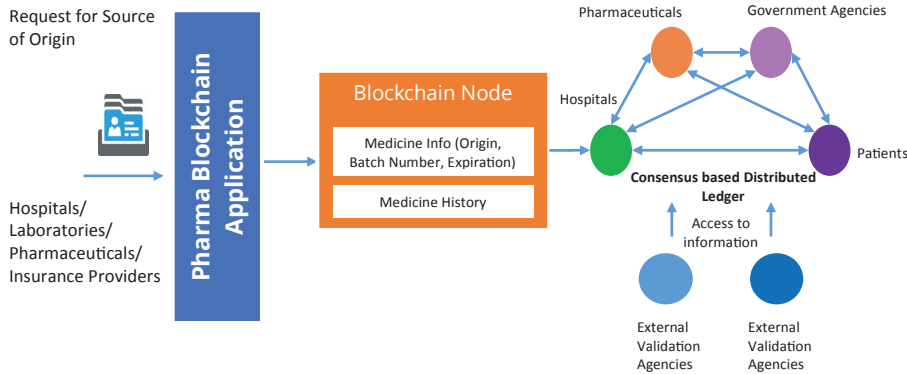 Request for Source
of Origin
Hospitals/
Laboratories/
Pharmaceuticals/
Insurance Providers
Pharma Blockchain
Application
Blockchain Node
Medicine Info (Origin,
Batch Number, Expiration)
Medicine History
Pharmaceuticals
Government Agencies
Hospitals
Patients
Consensus based Distributed
Ledger
Access to
information
External
Validation
Agencies
External
Validation
Agencies